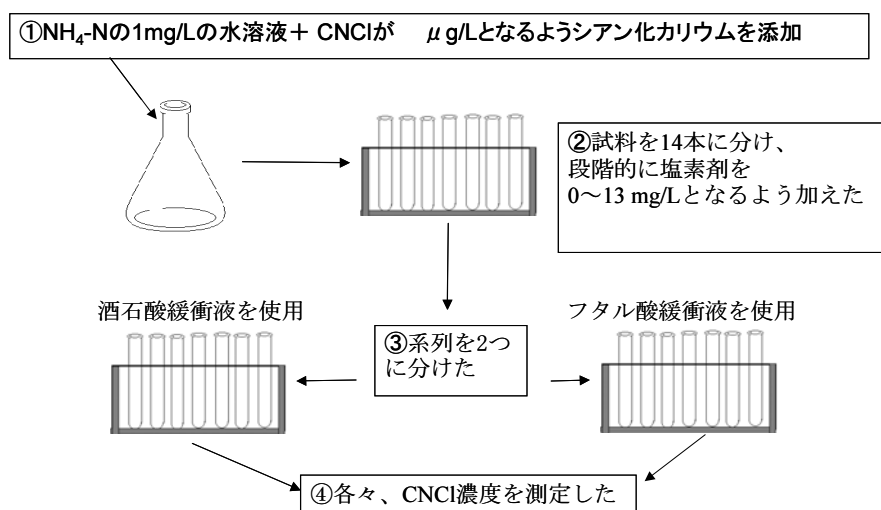 ①NH₄-Nの1mg/Lの水溶液＋ CNClが　μg/Lとなるようシアン化カリウムを添加
②試料を14本に分け、
段階的に塩素剤を
0～13 mg/Lとなるよう加えた
酒石酸緩衝液を使用
フタル酸緩衝液を使用
③系列を2つ
に分けた
④各々、CNCl濃度を測定した